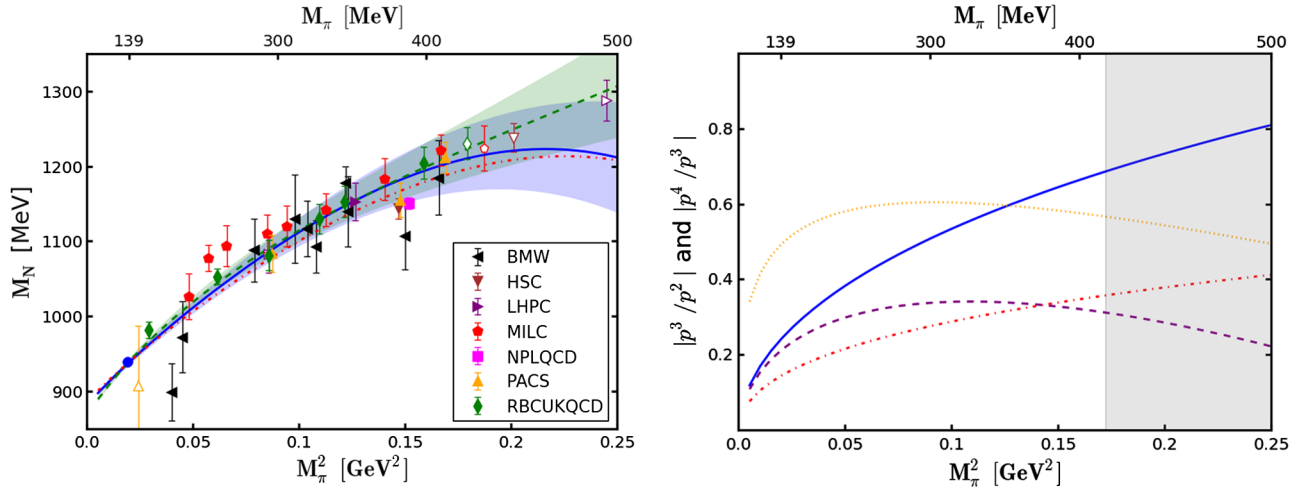 M_π [MeV]
139 300 400 500
1300
1200
1100
1000
900
M_N [MeV]
BMW
HSC
LHPC
MILC
NPLQCD
PACS
RBCUKQCD
0.0 0.05 0.1 0.15 0.2 0.25
M_π^2 [GeV^2]
M_π [MeV]
139 300 400 500
0.8
0.6
0.4
0.2
|p^3/p^2| and |p^4/p^3|
0.0 0.05 0.1 0.15 0.2 0.25
M_π^2 [GeV^2]